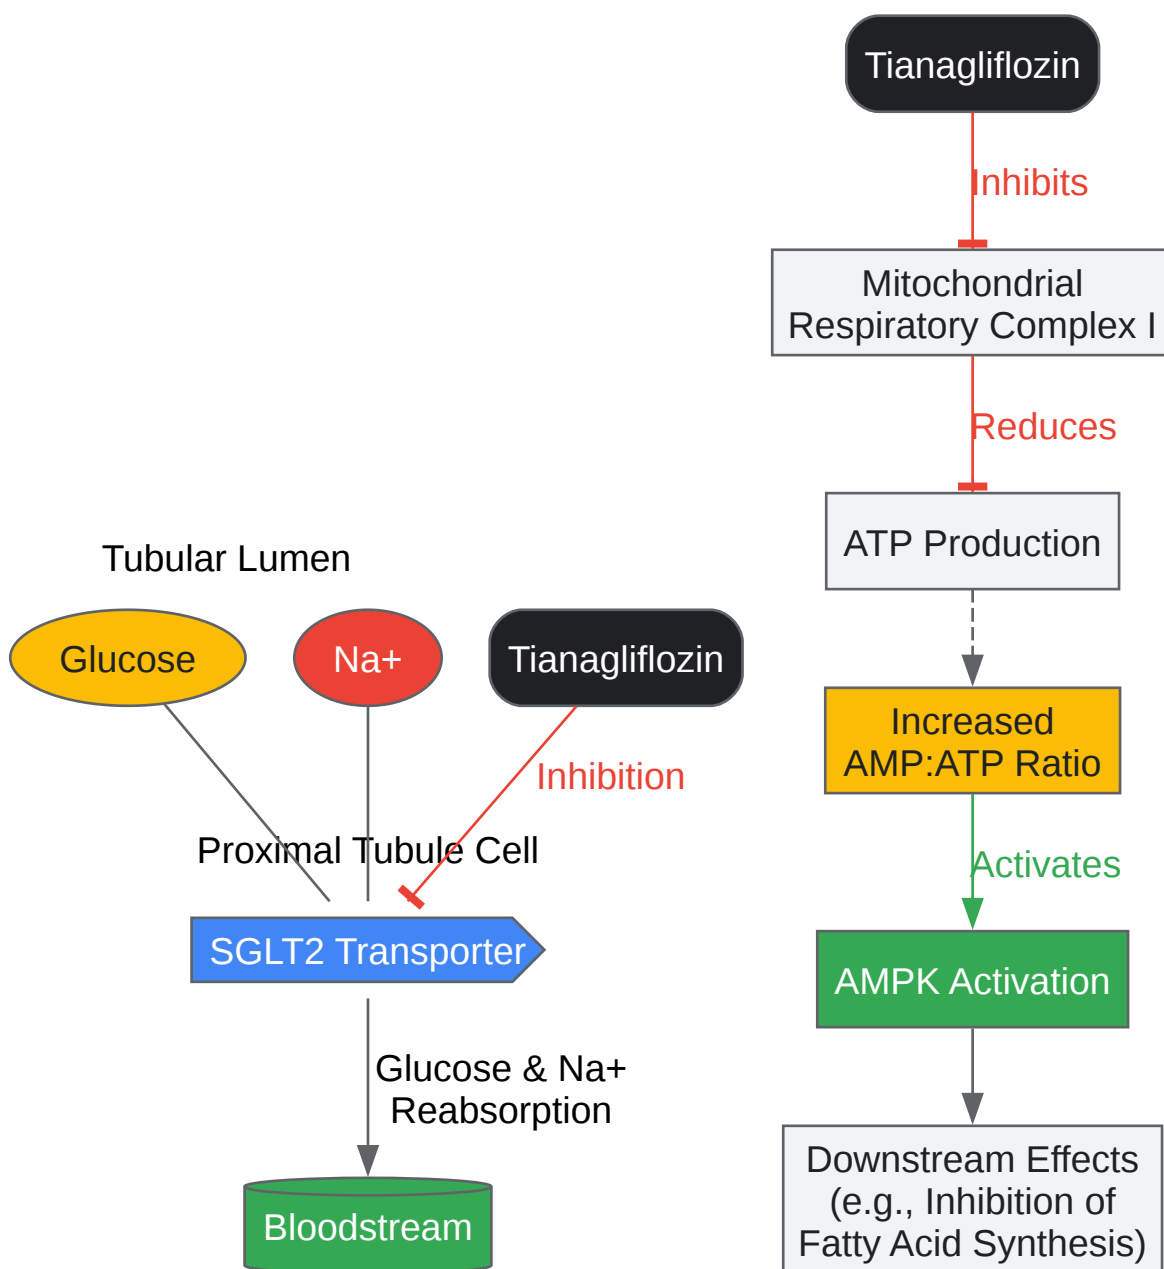 Tianagliflozin
Inhibits
Mitochondrial
Respiratory Complex I
Reduces
ATP Production
Tubular Lumen
Glucose
Na+
Tianagliflozin
Increased
AMP:ATP Ratio
Inhibition
Proximal Tubule Cell
Activates
SGLT2 Transporter
AMPK Activation
Glucose & Na+
Reabsorption
Downstream Effects
(e.g., Inhibition of
Fatty Acid Synthesis)
Bloodstream